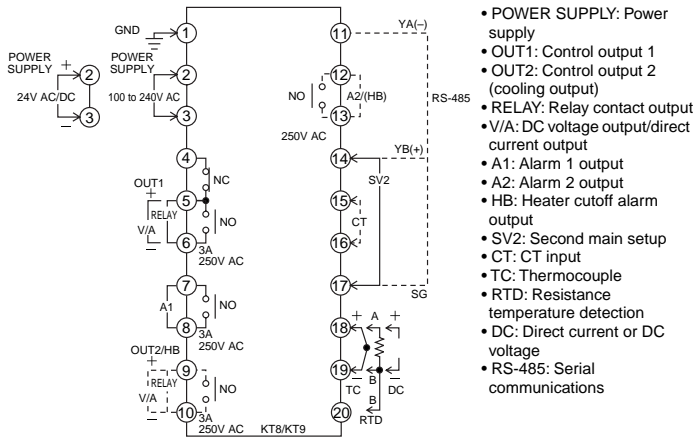 GND
1
POWER
SUPPLY
+
2
24V AC/DC
3
−
POWER
SUPPLY
2
100 to 240V AC
3
4
NC
OUT1
+
5
RELAY
V/A
NO
−
6
3A
250V AC
7
A1
NO
8
3A
250V AC
OUT2/HB
+
9
RELAY
V/A
NO
−
10
3A
250V AC
KT8/KT9
11
YA(−)
12
NO
A2/(HB)
RS-485
13
250V AC
YB(+)
14
SV2
15
CT
16
17
SG
18
+
A
+
19
−
B
−
TC
DC
B
20
RTD
• POWER SUPPLY: Power
supply
• OUT1: Control output 1
• OUT2: Control output 2
(cooling output)
• RELAY: Relay contact output
• V/A: DC voltage output/direct
current output
• A1: Alarm 1 output
• A2: Alarm 2 output
• HB: Heater cutoff alarm
output
• SV2: Second main setup
• CT: CT input
• TC: Thermocouple
• RTD: Resistance
temperature detection
• DC: Direct current or DC
voltage
• RS-485: Serial
communications